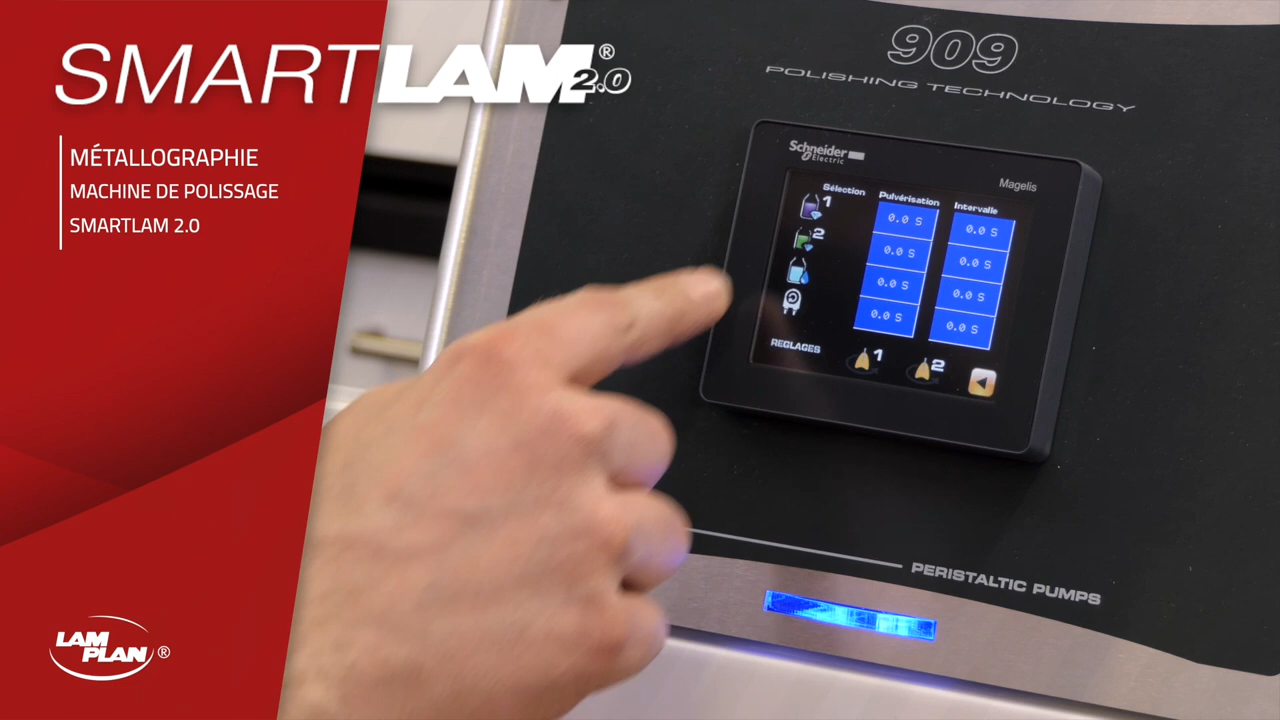 SMARTLAM® 2.0
MÉTALLOGRAPHIE
MACHINE DE POLISSAGE
SMARTLAM 2.0
LAM
PLAN ®
909
POLISHING TECHNOLOGY
Schneider
Electric
Magelis
Sélection Pulvérisation Intervalle
1 0.0 S 0.0 S
2 0.0 S 0.0 S
0.0 S 0.0 S
0.0 S 0.0 S
REGLAGES 1 2
PERISTALTIC PUMPS